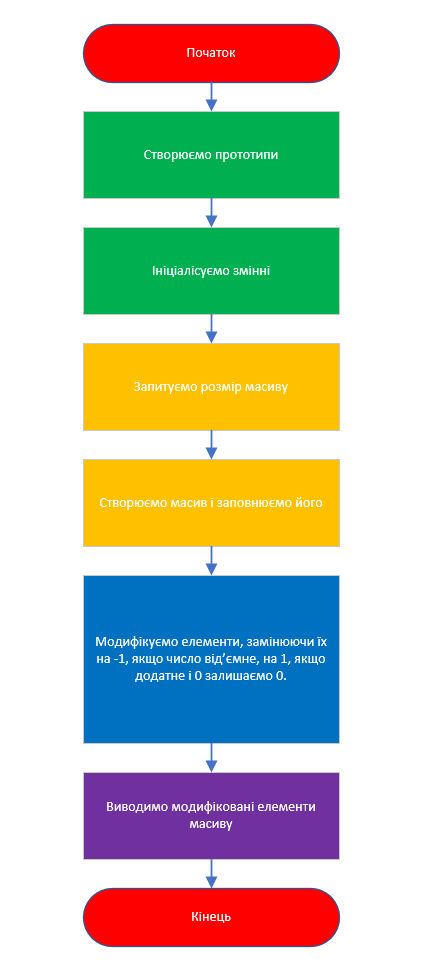 Початок
Створюємо прототипи
Ініціалісуємо змінні
Запитуємо розмір масиву
Створюємо масив і заповнюємо його
Модифікуємо елементи, замінюючи їх
на -1, якщо число від’ємне, на 1, якщо
додатне і 0 залишаємо 0.
Виводимо модифіковані елементи
масиву
Кінець